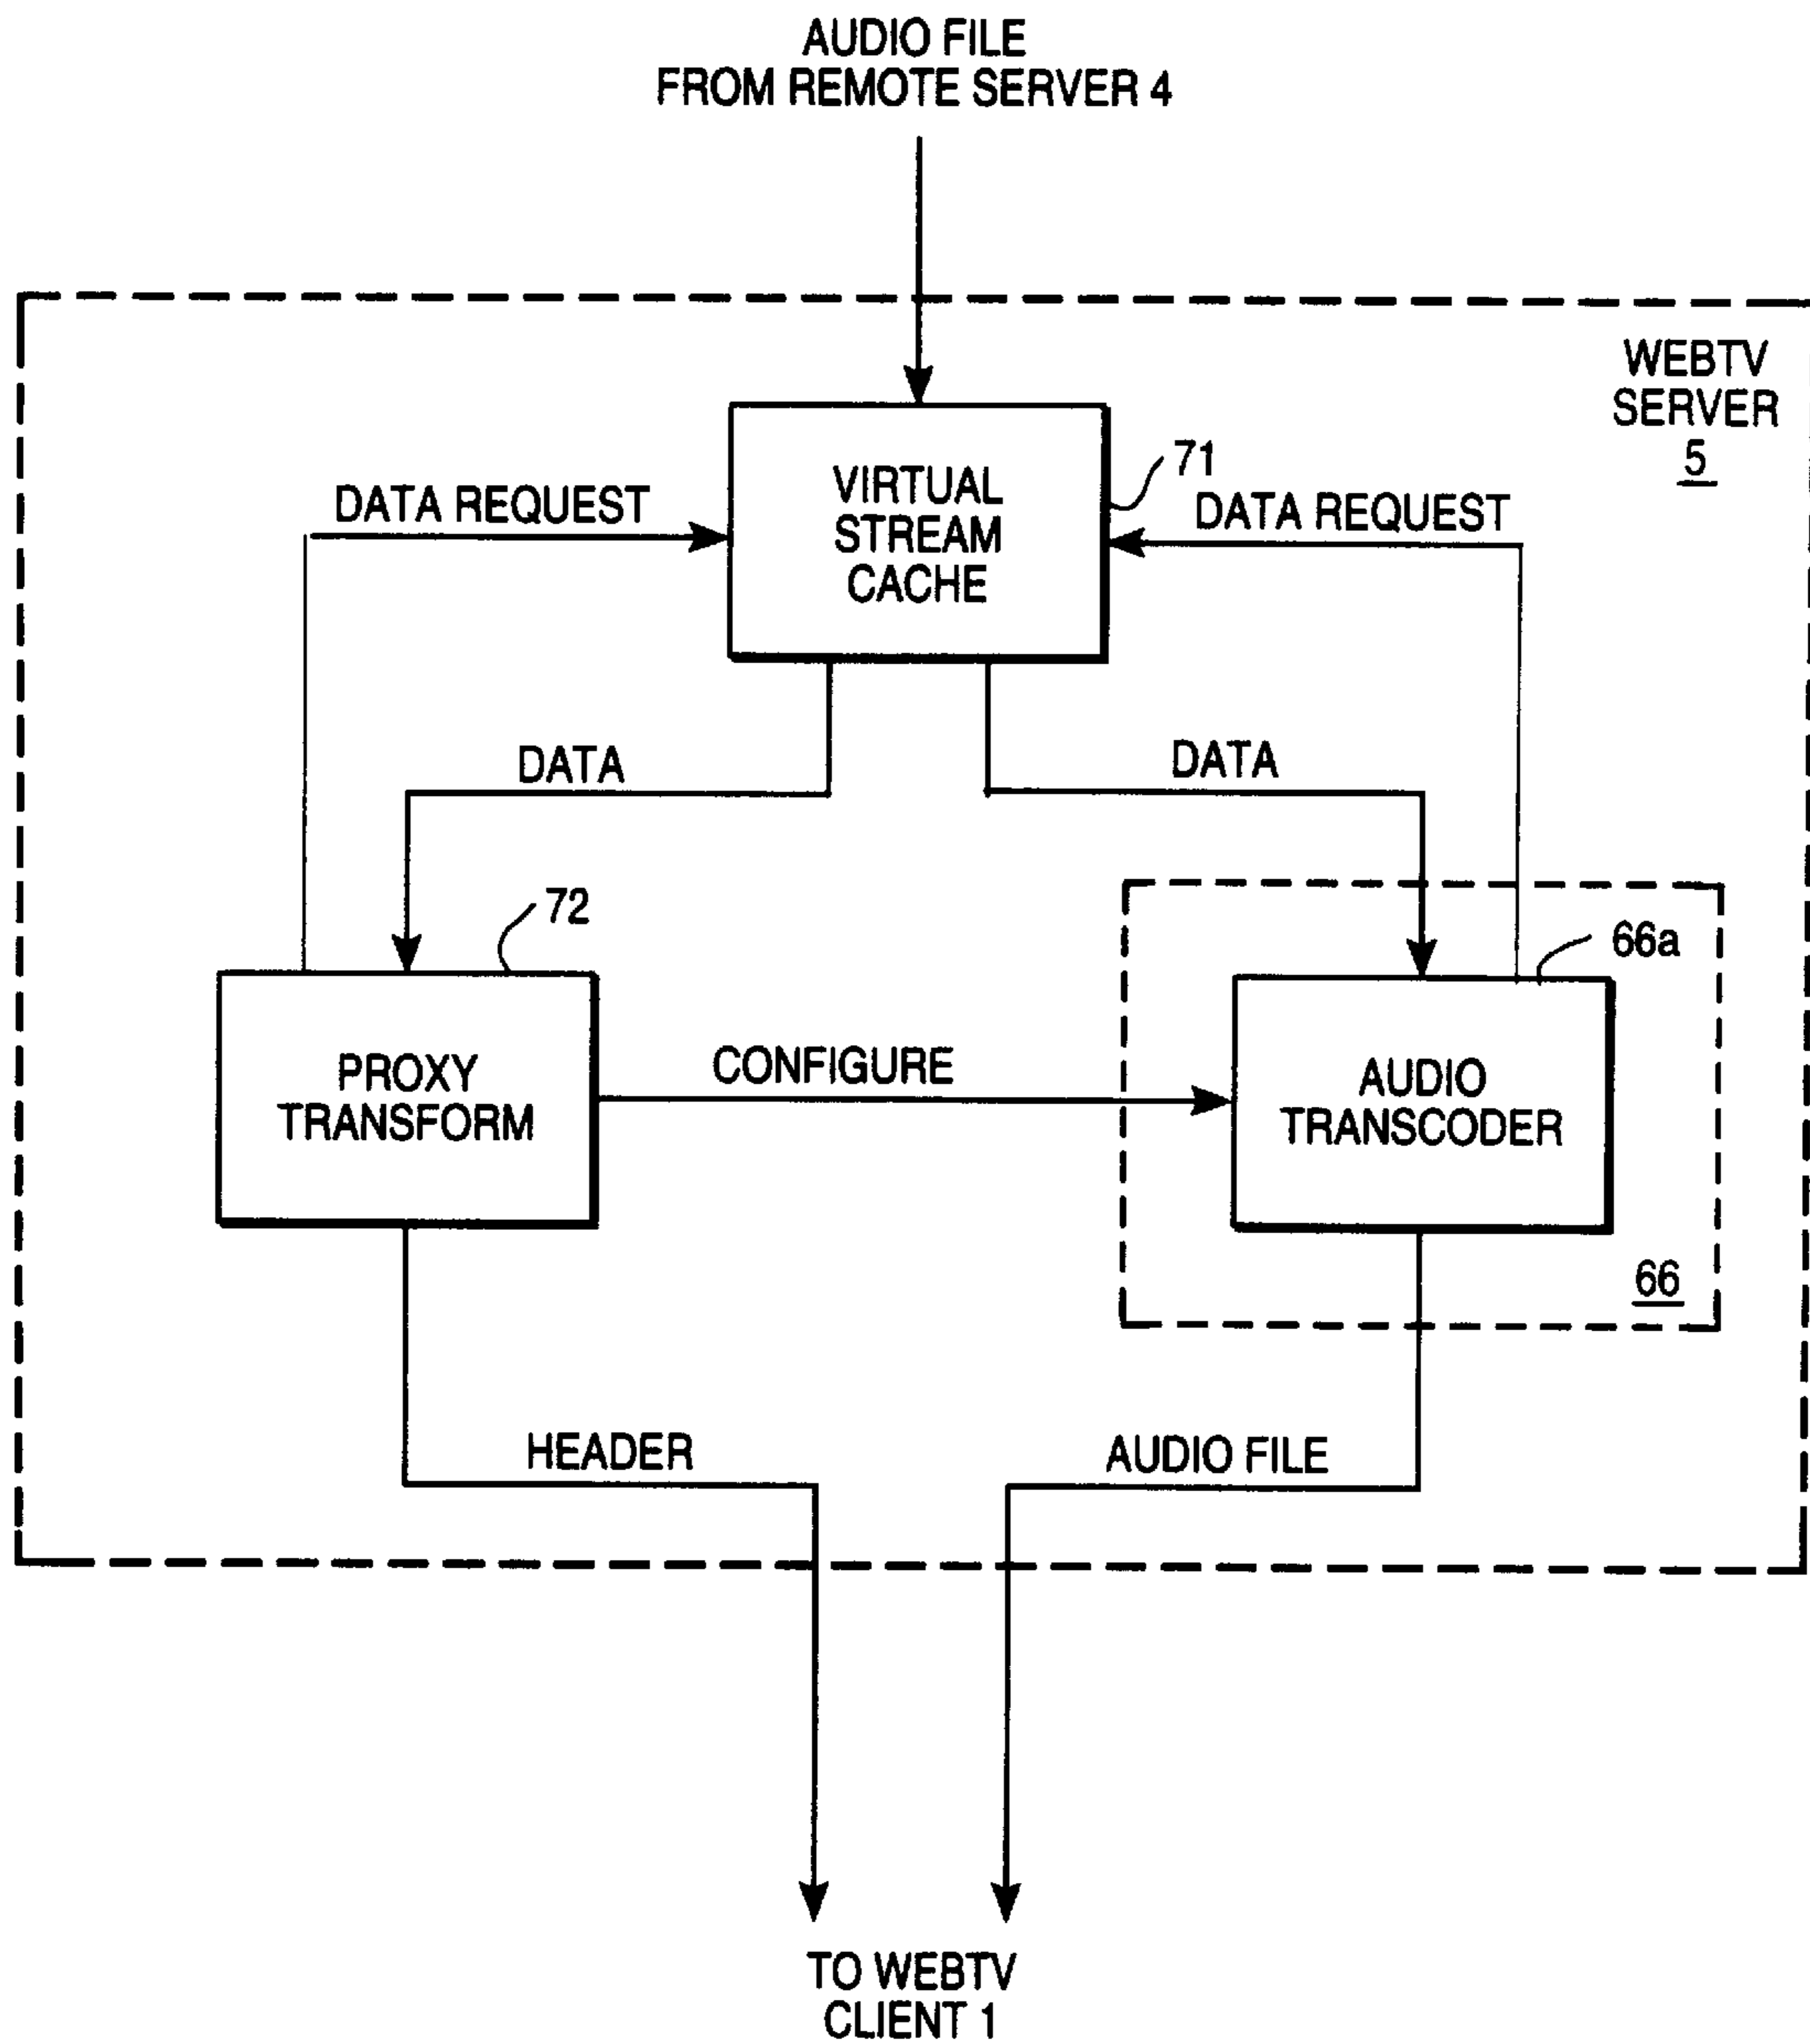 AUDIO FILE
FROM REMOTE SERVER 4
WEBTV
SERVER
5
VIRTUAL
STREAM
CACHE
71
DATA REQUEST
DATA REQUEST
DATA
DATA
72
66a
PROXY
TRANSFORM
CONFIGURE
AUDIO
TRANSCODER
66
HEADER
AUDIO FILE
TO WEBTV
CLIENT 1